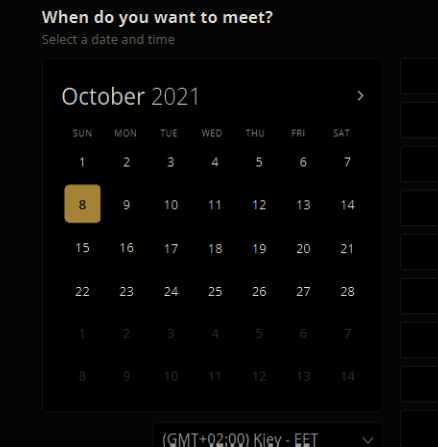 When do you want to meet?
Select a date and time
October 2021
SUN MON TUE WED THU FRI SAT
1 2 3 4 5 6 7
8 9 10 11 12 13 14
15 16 17 18 19 20 21
22 23 24 25 26 27 28
1 2 3 4 5 6 7
8 9 10 11 12 13 14
(GMT+02:00) Kiev - EET